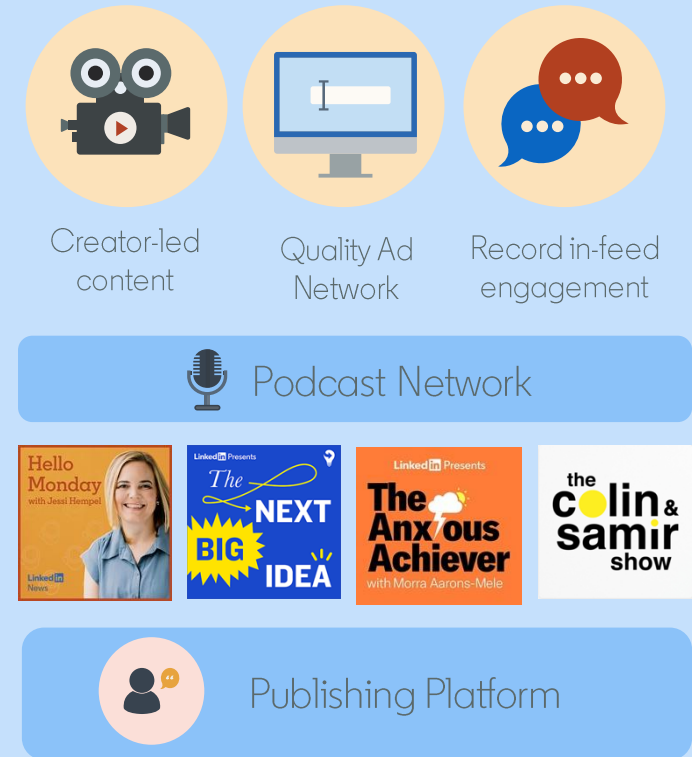 Creator-led
content
Quality Ad
Network
Record in-feed
engagement
Podcast Network
Hello
Monday
with Jessi Hempel
LinkedIn
News
LinkedIn Presents
The
NEXT
BIG
IDEA
LinkedIn Presents
The
Anxious
Achiever
with Morra Aarons-Mele
the
colin &
samir
show
Publishing Platform